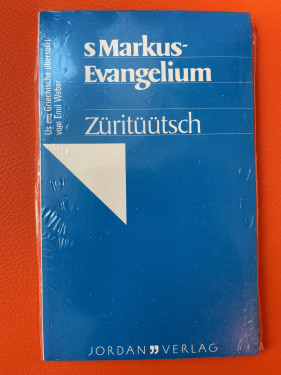 s Markus-
Evangelium
Züritüütsch
Us em Griechische übersetzt
vom Emil Weber
JORDAN VERLAG